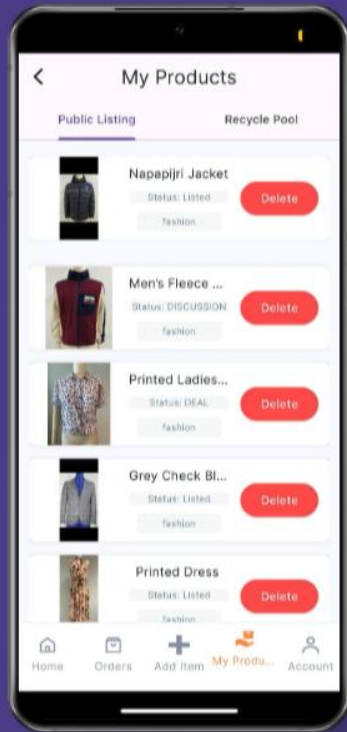 My Products
Public Listing
Recycle Pool
Napapijri Jacket
Status: Listed
fashion
Delete
Men's Fleece ...
Status: DISCUSSION
fashion
Delete
Printed Ladies...
Status: DEAL
fashion
Delete
Grey Check Bl...
Status: Listed
fashion
Delete
Printed Dress
Status: Listed
fashion
Delete
Home
Orders
Add Item
My Produ...
Account